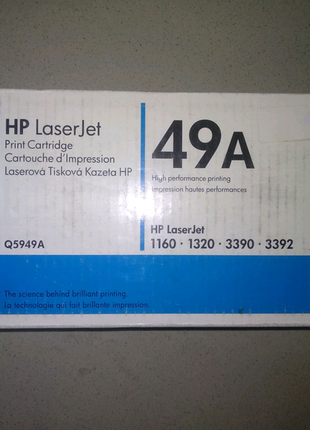 HP LaserJet
Print Cartridge
Cartouche d'Impression
Laserová Tisková Kazeta HP
Q5949A
49A
High performance printing
Impression hautes performances
HP LaserJet
1160 · 1320 · 3390 · 3392
The science behind brilliant printing.
La technologie qui fait brillante impression.